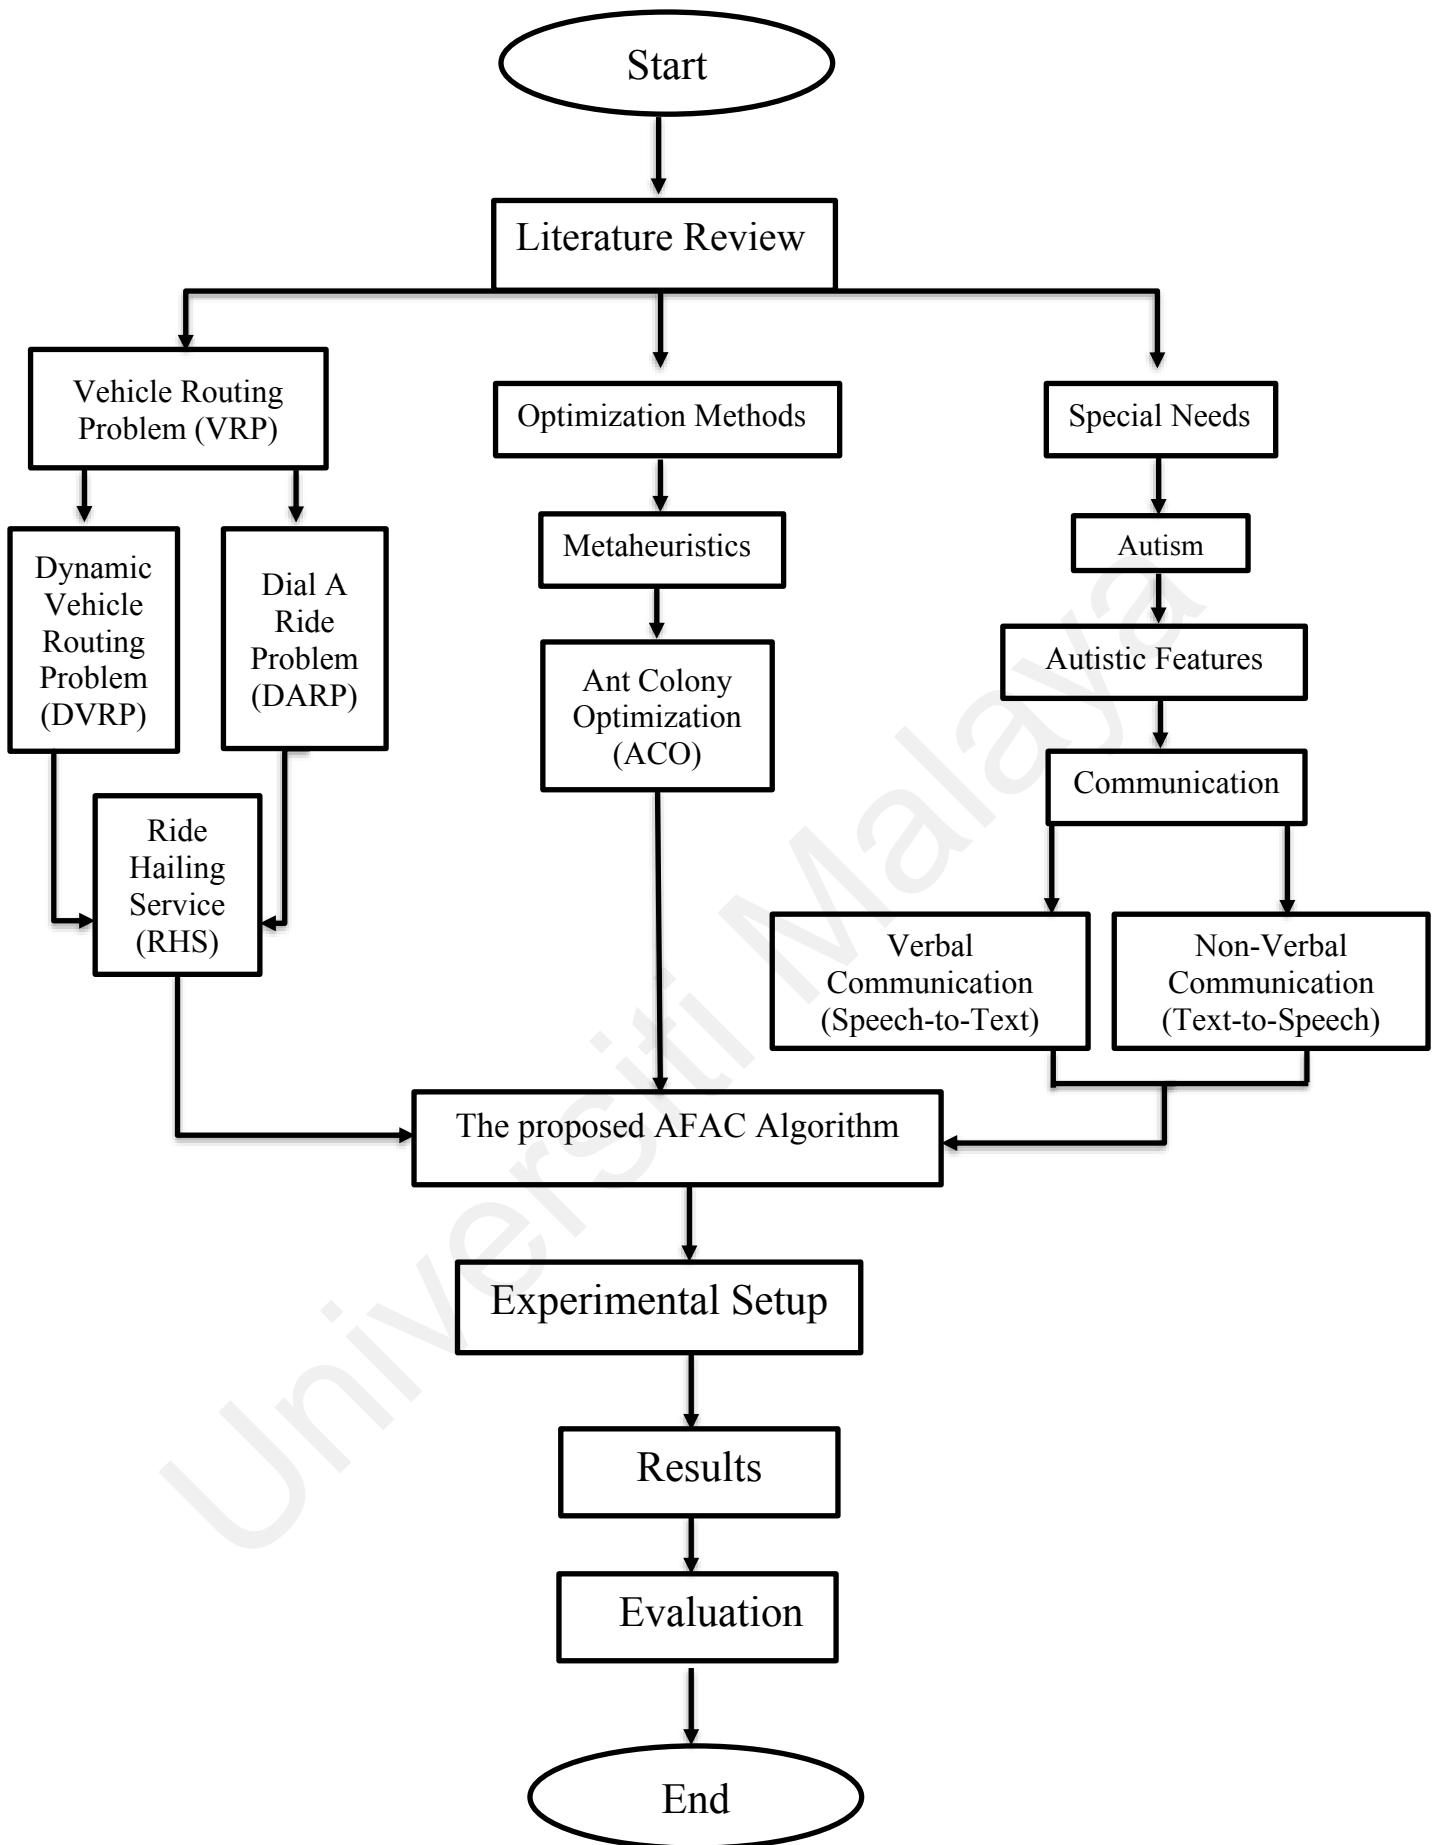 Start
Literature Review
Vehicle Routing
Problem (VRP)
Optimization Methods
Special Needs
Dynamic
Vehicle
Routing
Problem
(DVRP)
Dial A
Ride
Problem
(DARP)
Metaheuristics
Autism
Ant Colony
Optimization
(ACO)
Autistic Features
Communication
Ride
Hailing
Service
(RHS)
Verbal
Communication
(Speech-to-Text)
Non-Verbal
Communication
(Text-to-Speech)
The proposed AFAC Algorithm
Experimental Setup
Results
Evaluation
End
Universiti Malaya